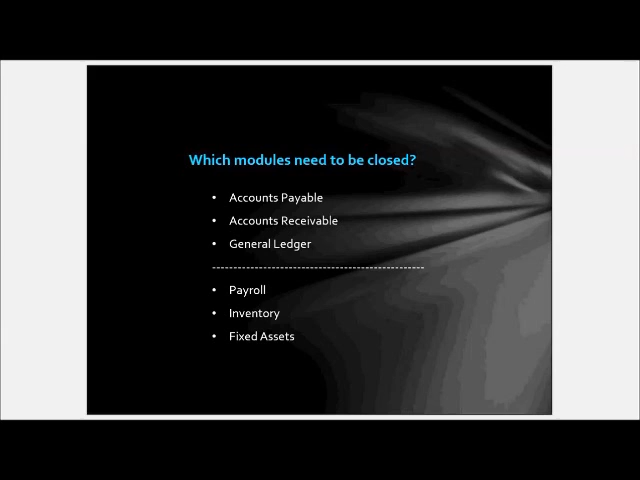 Which modules need to be closed?
• Accounts Payable
• Accounts Receivable
• General Ledger
---------------------------------------------------
• Payroll
• Inventory
• Fixed Assets